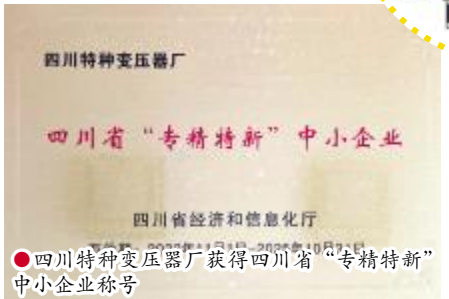 四川特种变压器厂
四川省“专精特新”中小企业
四川省经济和信息化厅
●四川特种变压器厂获得四川省“专精特新”
中小企业称号